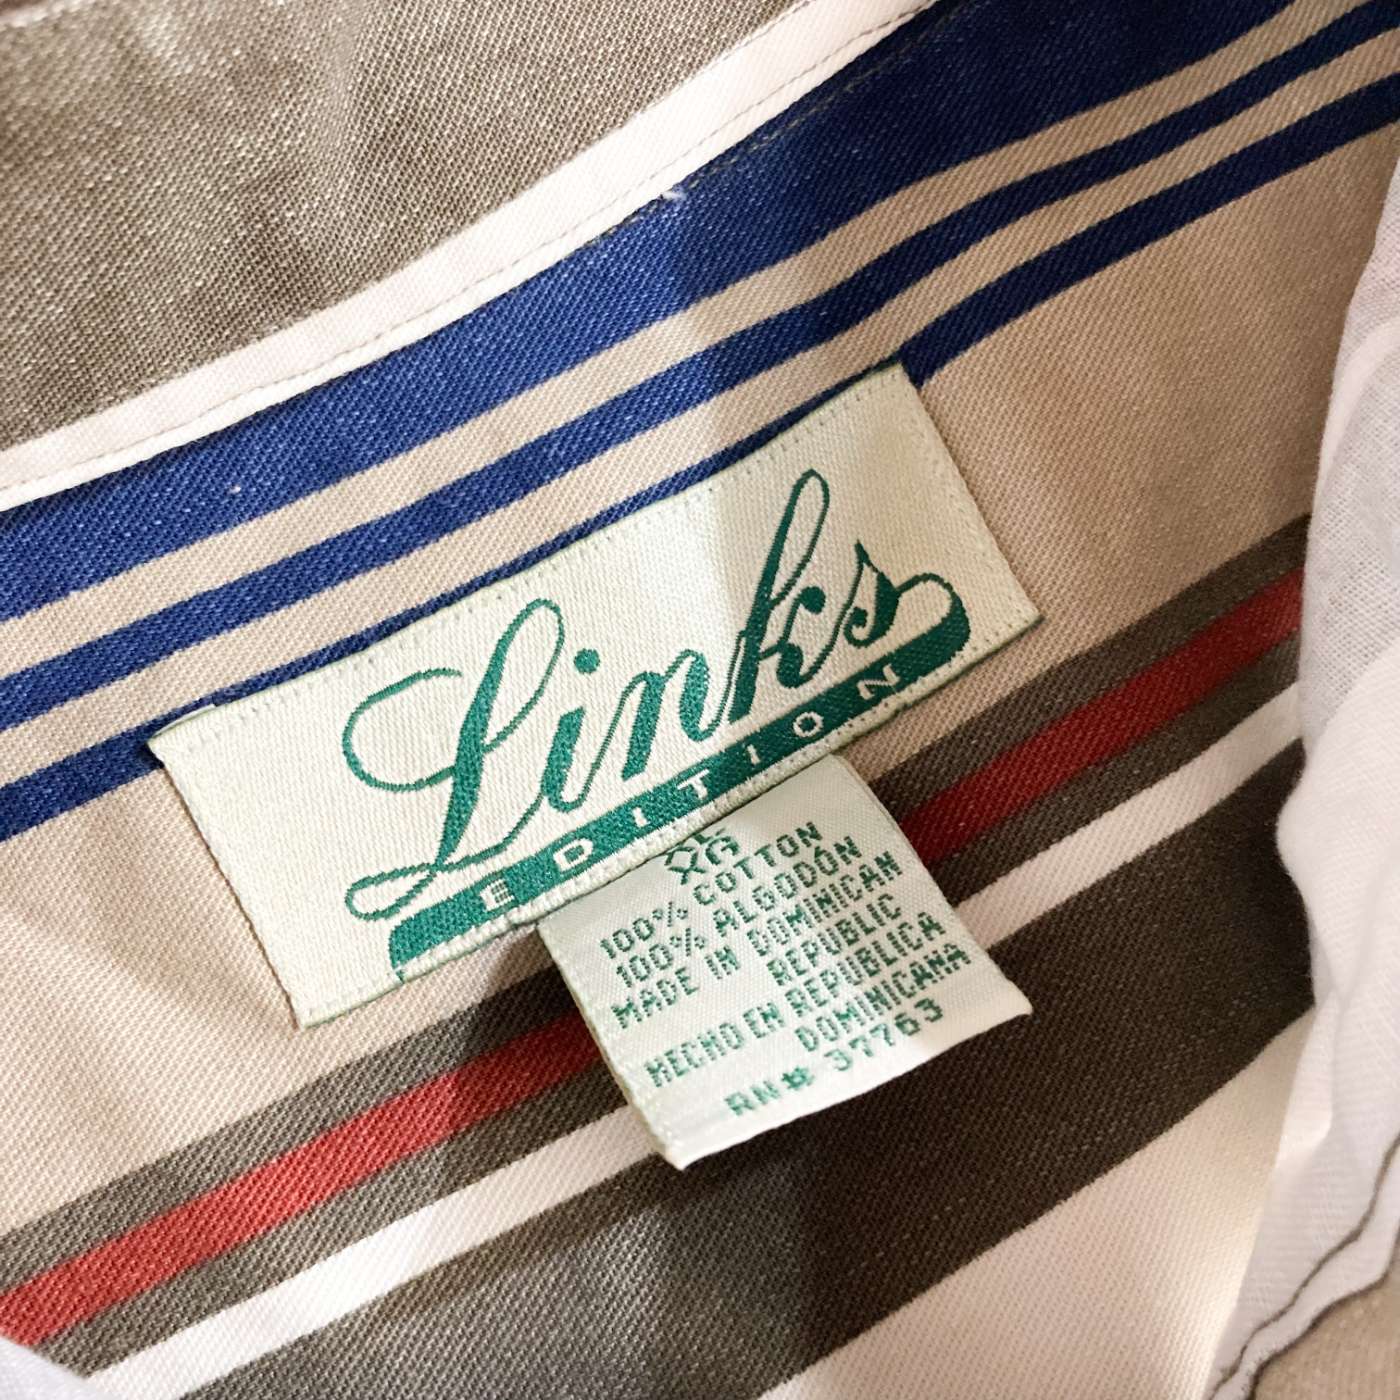 Links
EDITION
XL
XG
100% COTTON
100% ALGODÓN
MADE IN DOMINICAN
REPUBLIC
HECHO EN REPUBLICA
DOMINICANA
RN# 37763